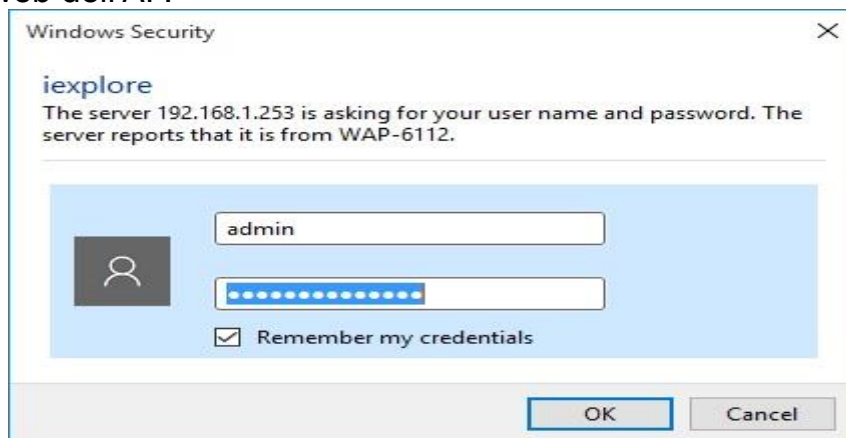 Windows Security
iexplore
The server 192.168.1.253 is asking for your user name and password. The
server reports that it is from WAP-6112.
admin
●●●●●●●●●●●●●●
Remember my credentials
OK
Cancel